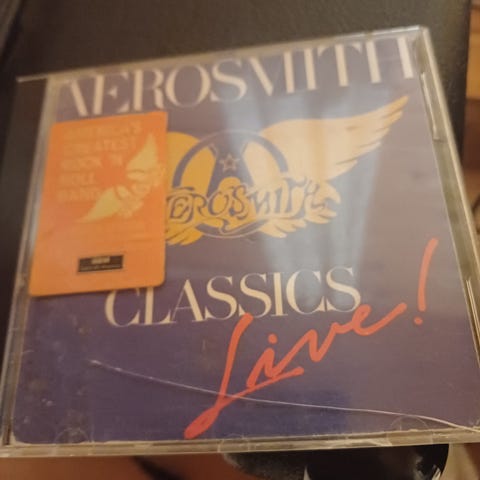 AEROSMITH
AMERICA'S
GREATEST
ROCK 'N
ROLL
BAND
AEROSMITH
CLASSICS
Live!